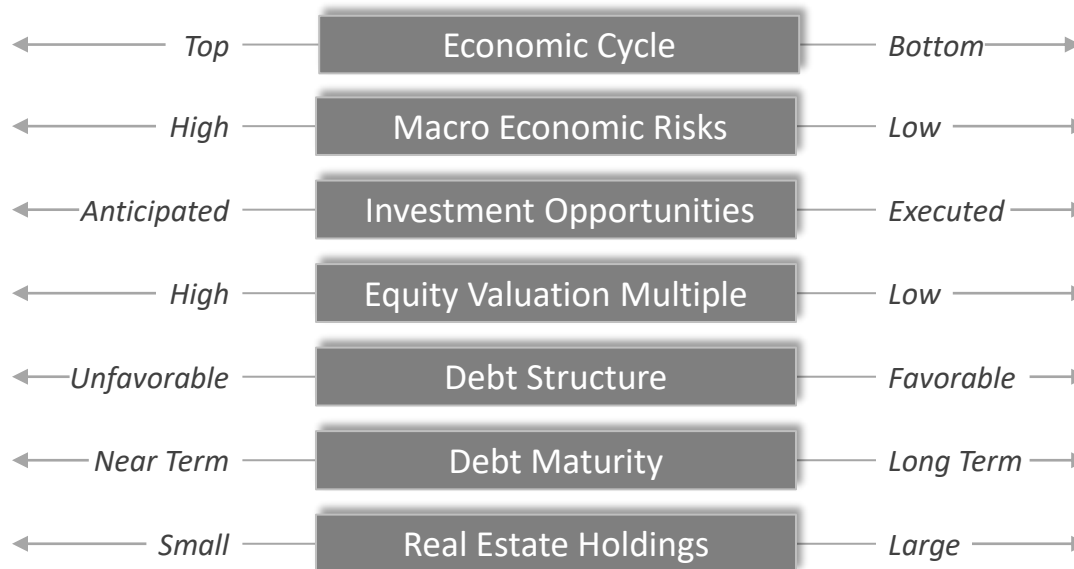 Top Economic Cycle Bottom
High Macro Economic Risks Low
Anticipated Investment Opportunities Executed
High Equity Valuation Multiple Low
Unfavorable Debt Structure Favorable
Near Term Debt Maturity Long Term
Small Real Estate Holdings Large